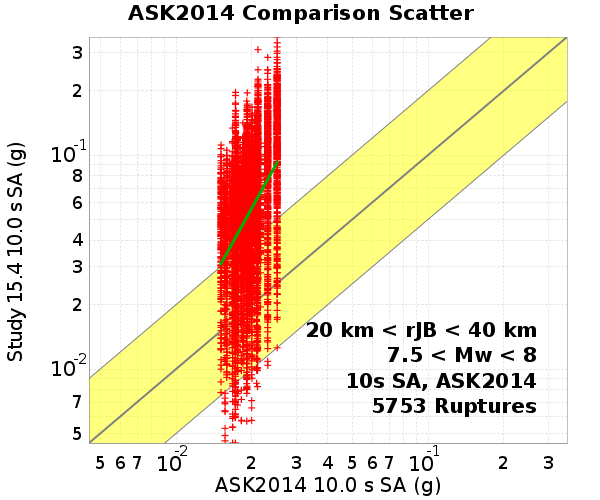 ASK2014 Comparison Scatter
Study 15.4 10.0 s SA (g)
3
2
10-1
8
6
4
3
2
10-2
7
5
20 km < rJB < 40 km
7.5 < Mw < 8
10s SA, ASK2014
5753 Ruptures
5 6 7 10-2 2 3 4 5 6 7 10-1 2 3
ASK2014 10.0 s SA (g)